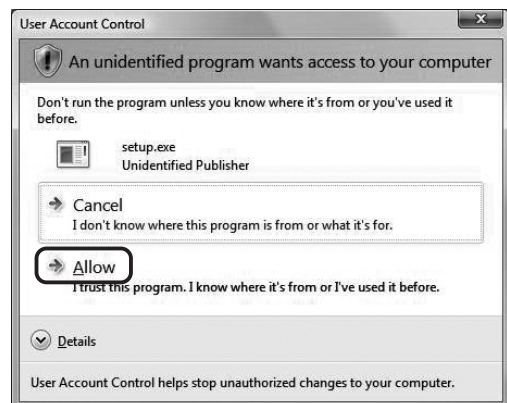 User Account Control
An unidentified program wants access to your computer
Don't run the program unless you know where it's from or you've used it
before.
setup.exe
Unidentified Publisher
Cancel
I don't know where this program is from or what it's for.
Allow
I trust this program. I know where it's from or I've used it before.
Details
User Account Control helps stop unauthorized changes to your computer.